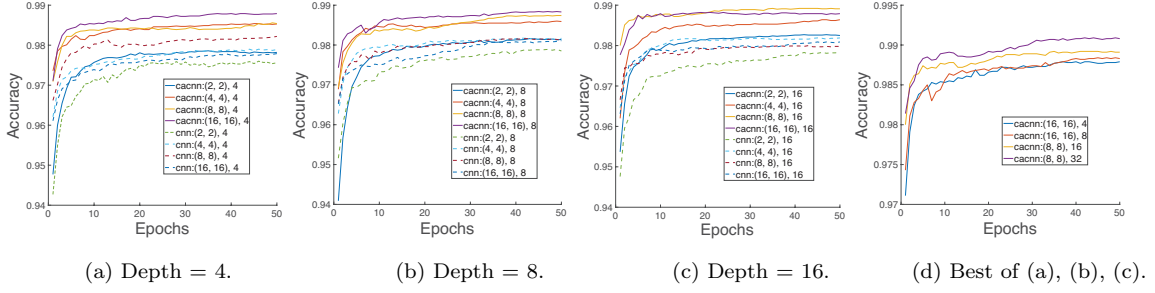 0.99
0.98
0.97
0.96
0.95
0.94
Accuracy
0 10 20 30 40 50
Epochs
cacnn:(2, 2), 4
cacnn:(4, 4), 4
cacnn:(8, 8), 4
cacnn:(16, 16), 4
cnn:(2, 2), 4
cnn:(4, 4), 4
cnn:(8, 8), 4
cnn:(16, 16), 4
(a) Depth = 4.
0.99
0.98
0.97
0.96
0.95
0.94
Accuracy
0 10 20 30 40 50
Epochs
cacnn:(2, 2), 8
cacnn:(4, 4), 8
cacnn:(8, 8), 8
cacnn:(16, 16), 8
cnn:(2, 2), 8
cnn:(4, 4), 8
cnn:(8, 8), 8
cnn:(16, 16), 8
(b) Depth = 8.
0.99
0.98
0.97
0.96
0.95
0.94
Accuracy
0 10 20 30 40 50
Epochs
cacnn:(2, 2), 16
cacnn:(4, 4), 16
cacnn:(8, 8), 16
cacnn:(16, 16), 16
cnn:(2, 2), 16
cnn:(4, 4), 16
cnn:(8, 8), 16
cnn:(16, 16), 16
(c) Depth = 16.
0.995
0.99
0.985
0.98
0.975
0.97
Accuracy
0 10 20 30 40 50
Epochs
cacnn:(16, 16), 4
cacnn:(16, 16), 8
cacnn:(8, 8), 16
cacnn:(8, 8), 32
(d) Best of (a), (b), (c).